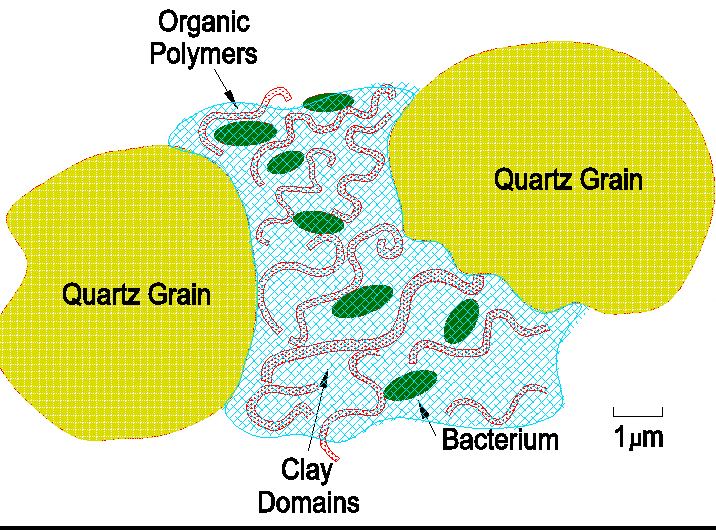 Organic
Polymers
Quartz Grain
Quartz Grain
Bacterium
1µm
Clay
Domains